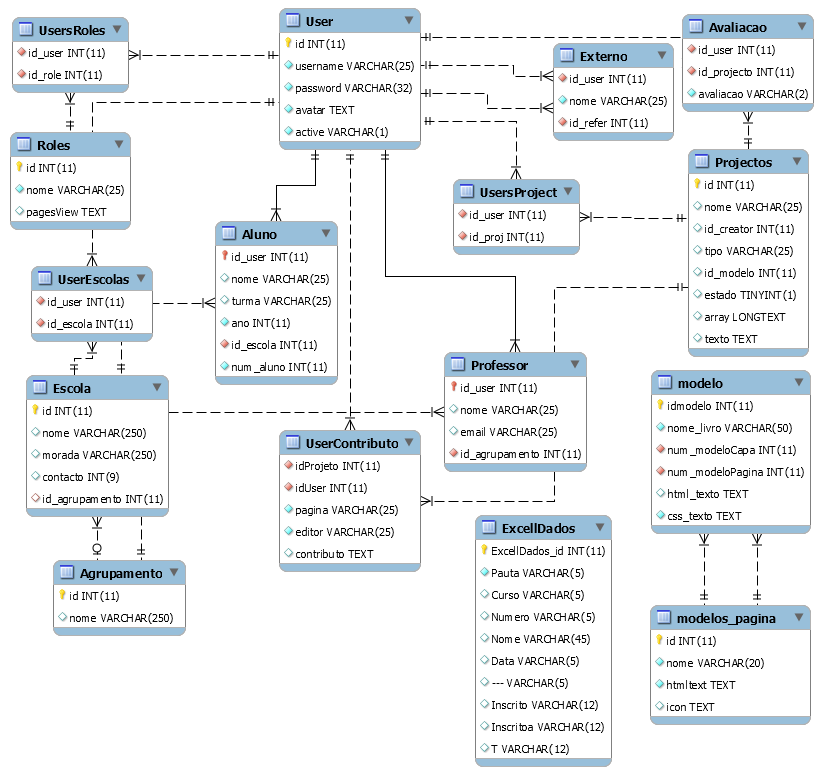 UsersRoles
id_user INT(11)
id_role INT(11)
User
id INT(11)
username VARCHAR(25)
password VARCHAR(32)
avatar TEXT
active VARCHAR(1)
Externo
id_user INT(11)
nome VARCHAR(25)
id_refer INT(11)
Avaliacao
id_user INT(11)
id_projecto INT(11)
avaliacao VARCHAR(2)
Roles
id INT(11)
nome VARCHAR(25)
pagesView TEXT
UsersProject
id_user INT(11)
id_proj INT(11)
Projectos
id INT(11)
nome VARCHAR(25)
id_creator INT(11)
tipo VARCHAR(25)
id_modelo INT(11)
estado TINYINT(1)
array LONGTEXT
texto TEXT
Aluno
id_user INT(11)
nome VARCHAR(25)
turma VARCHAR(25)
ano INT(11)
id_escola INT(11)
num_aluno INT(11)
UserEscolas
id_user INT(11)
id_escola INT(11)
Professor
id_user INT(11)
nome VARCHAR(25)
email VARCHAR(25)
id_agrupamento INT(11)
Escola
id INT(11)
nome VARCHAR(250)
morada VARCHAR(250)
contacto INT(9)
id_agrupamento INT(11)
UserContributo
idProjeto INT(11)
idUser INT(11)
pagina VARCHAR(25)
editor VARCHAR(25)
contributo TEXT
modelo
idmodelo INT(11)
nome_livro VARCHAR(50)
num_modeloCapa INT(11)
num_modeloPagina INT(11)
html_texto TEXT
css_texto TEXT
ExcellDados
ExcellDados_id INT(11)
Pauta VARCHAR(5)
Curso VARCHAR(5)
Numero VARCHAR(5)
Nome VARCHAR(45)
Data VARCHAR(5)
--- VARCHAR(5)
Inscrito VARCHAR(12)
Inscritoa VARCHAR(12)
T VARCHAR(12)
Agrupamento
id INT(11)
nome VARCHAR(250)
modelos_pagina
id INT(11)
nome VARCHAR(20)
htmltext TEXT
icon TEXT